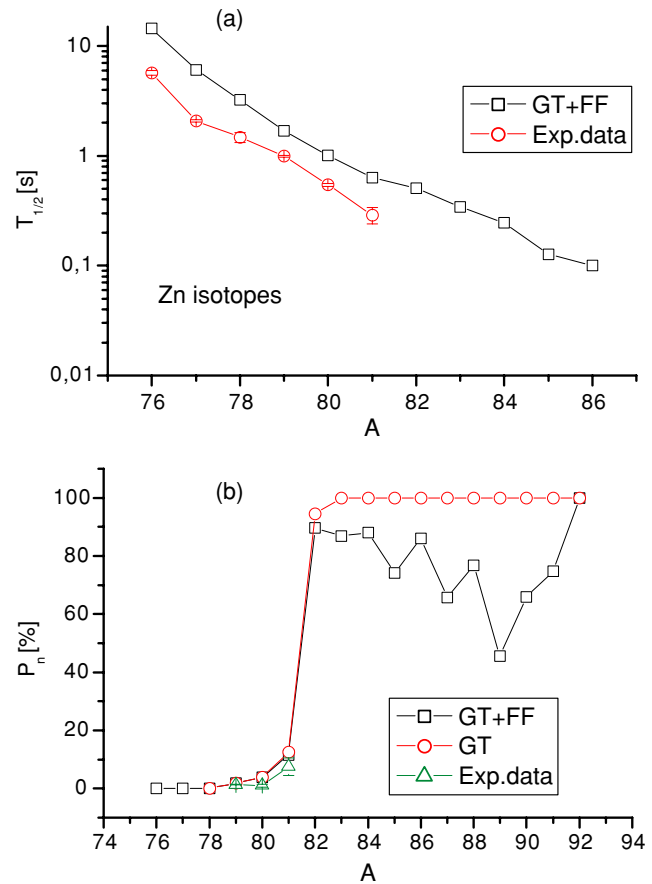 (a)
10
1
0,1
0,01
T1/2 [s]
GT+FF
Exp.data
Zn isotopes
76 78 80 82 84 86
A
(b)
100
80
60
40
20
0
Pn [%]
GT+FF
GT
Exp.data
74 76 78 80 82 84 86 88 90 92 94
A